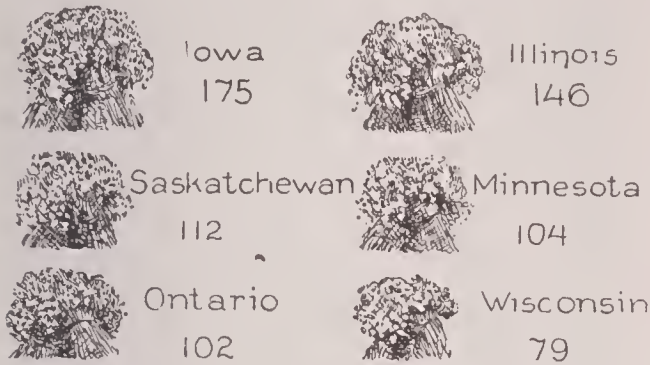 Iowa
175
Illinois
146
Saskatchewan
112
Minnesota
104
Ontario
102
Wisconsin
79